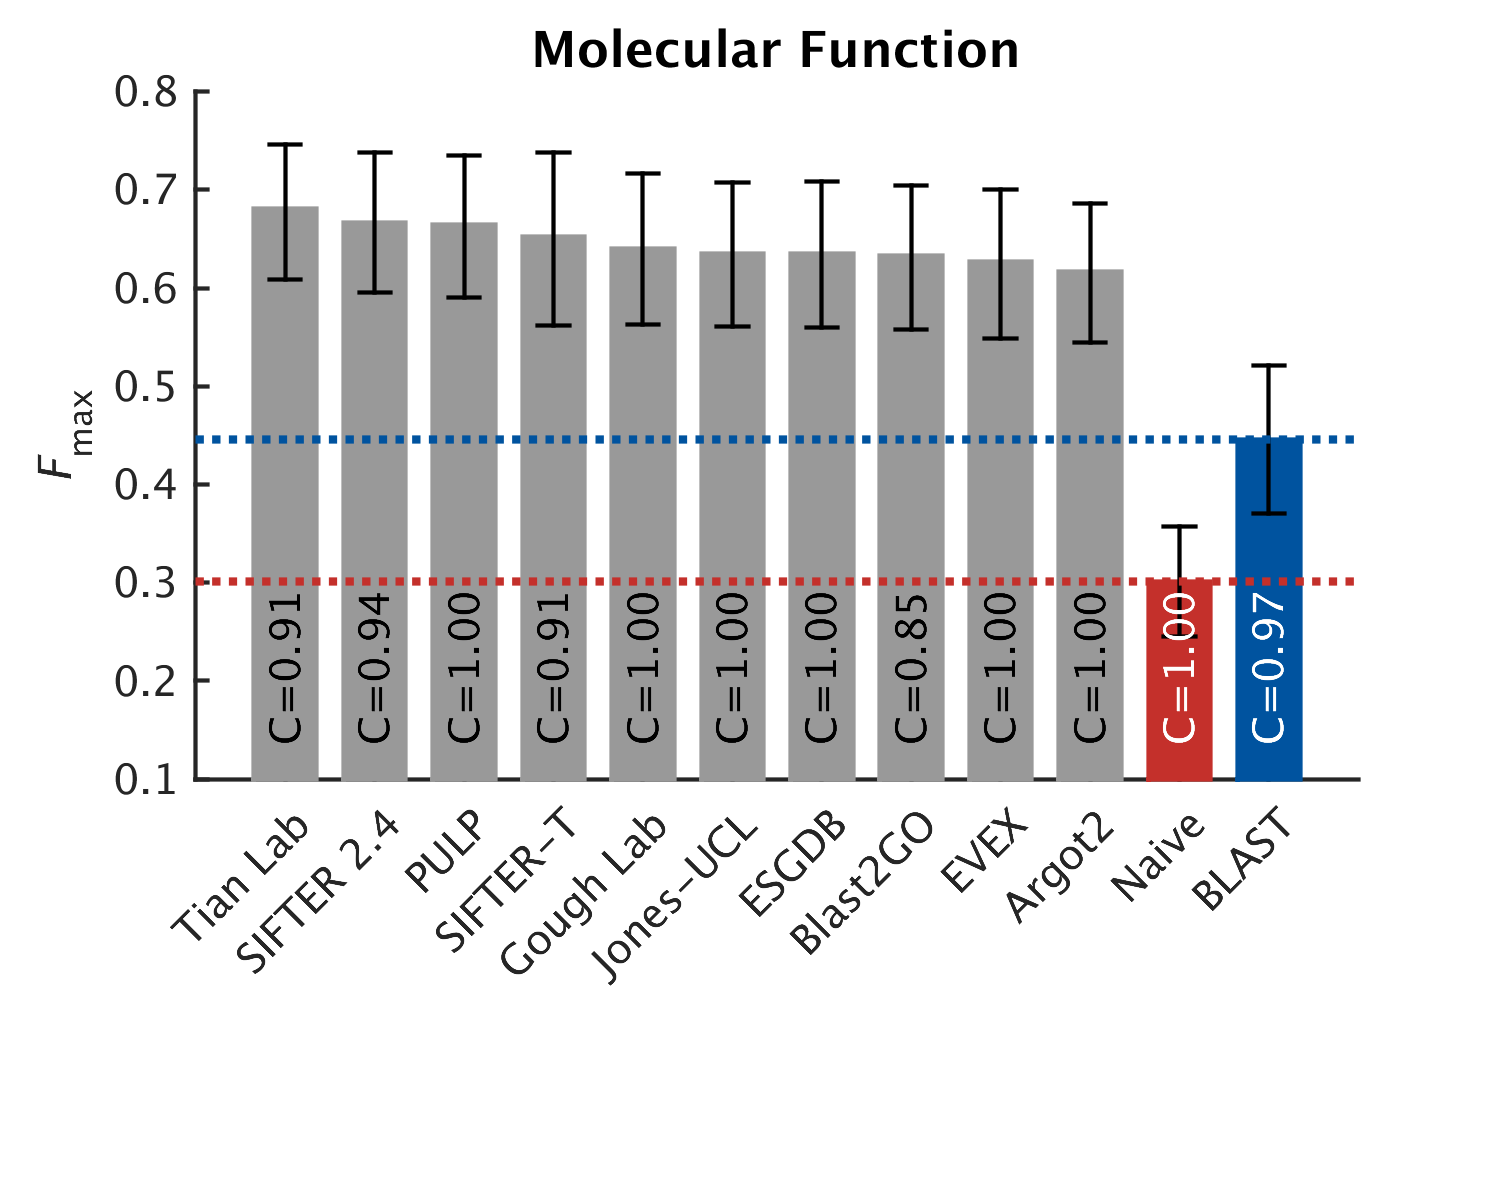 Molecular Function
0.8
0.7
0.6
0.5
0.4
0.3
0.2
0.1
Fmax
C=0.91
C=0.94
C=1.00
C=0.91
C=1.00
C=1.00
C=1.00
C=0.85
C=1.00
C=1.00
C=1.00
C=0.97
Tian Lab
SIFTER 2.4
PULP
SIFTER-T
Gough Lab
Jones-UCL
ESGDB
Blast2GO
EVEX
Argot2
Naive
BLAST